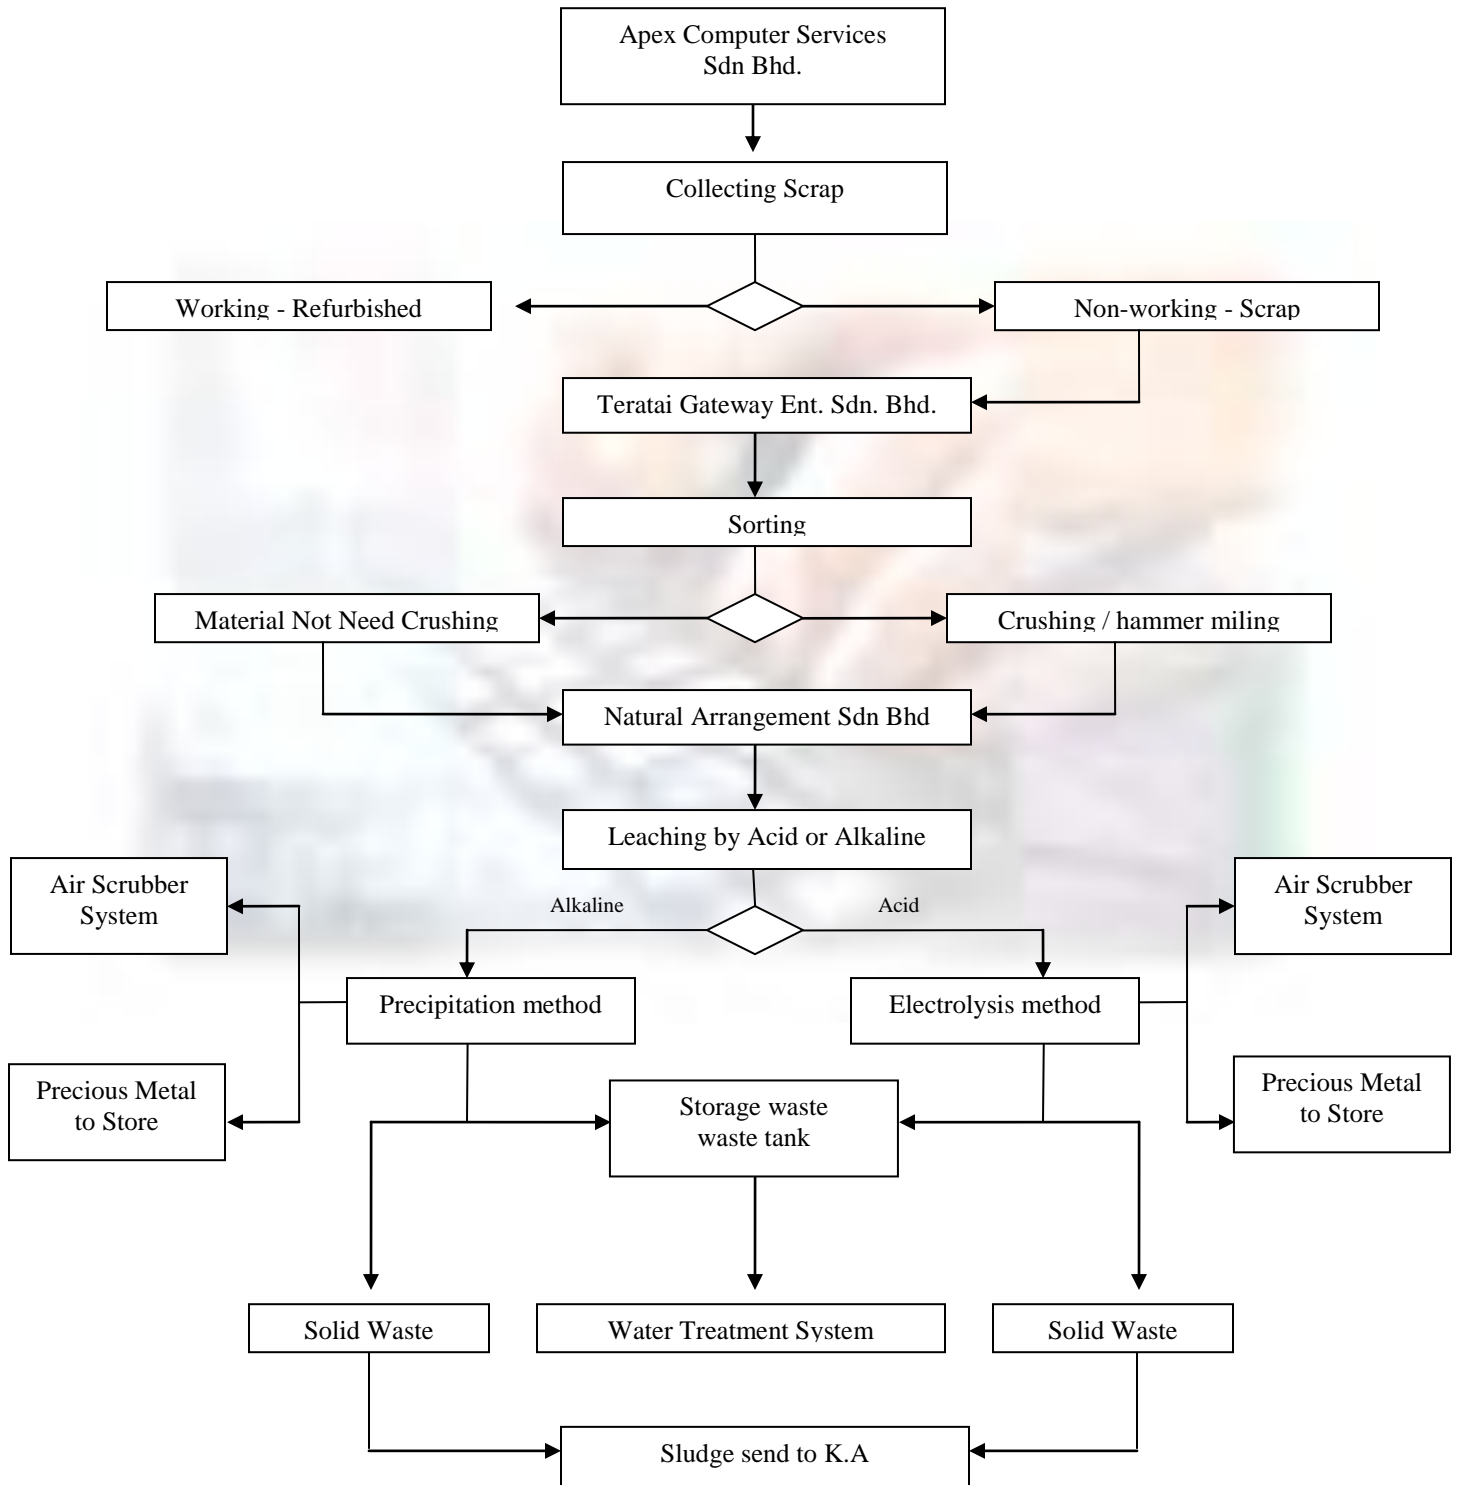 Apex Computer Services
Sdn Bhd.
Collecting Scrap
Working - Refurbished
Non-working - Scrap
Teratai Gateway Ent. Sdn. Bhd.
Sorting
Material Not Need Crushing
Crushing / hammer miling
Natural Arrangement Sdn Bhd
Leaching by Acid or Alkaline
Air Scrubber
System
Alkaline
Acid
Air Scrubber
System
Precipitation method
Electrolysis method
Precious Metal
to Store
Storage waste
waste tank
Precious Metal
to Store
Solid Waste
Water Treatment System
Solid Waste
Sludge send to K.A